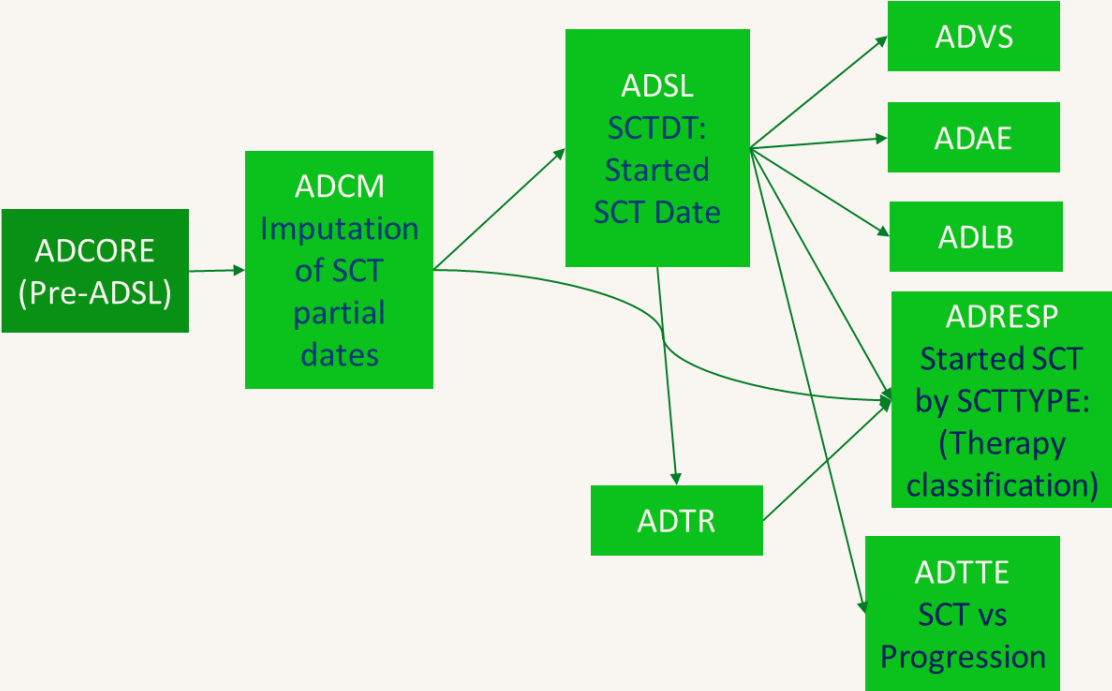 ADCORE
(Pre-ADSL)
ADCM
Imputation
of SCT
partial
dates
ADSL
SCTDT:
Started
SCT Date
ADTR
ADVS
ADAE
ADLB
ADRESP
Started SCT
by SCTTYPE:
(Therapy
classification)
ADTTE
SCT vs
Progression